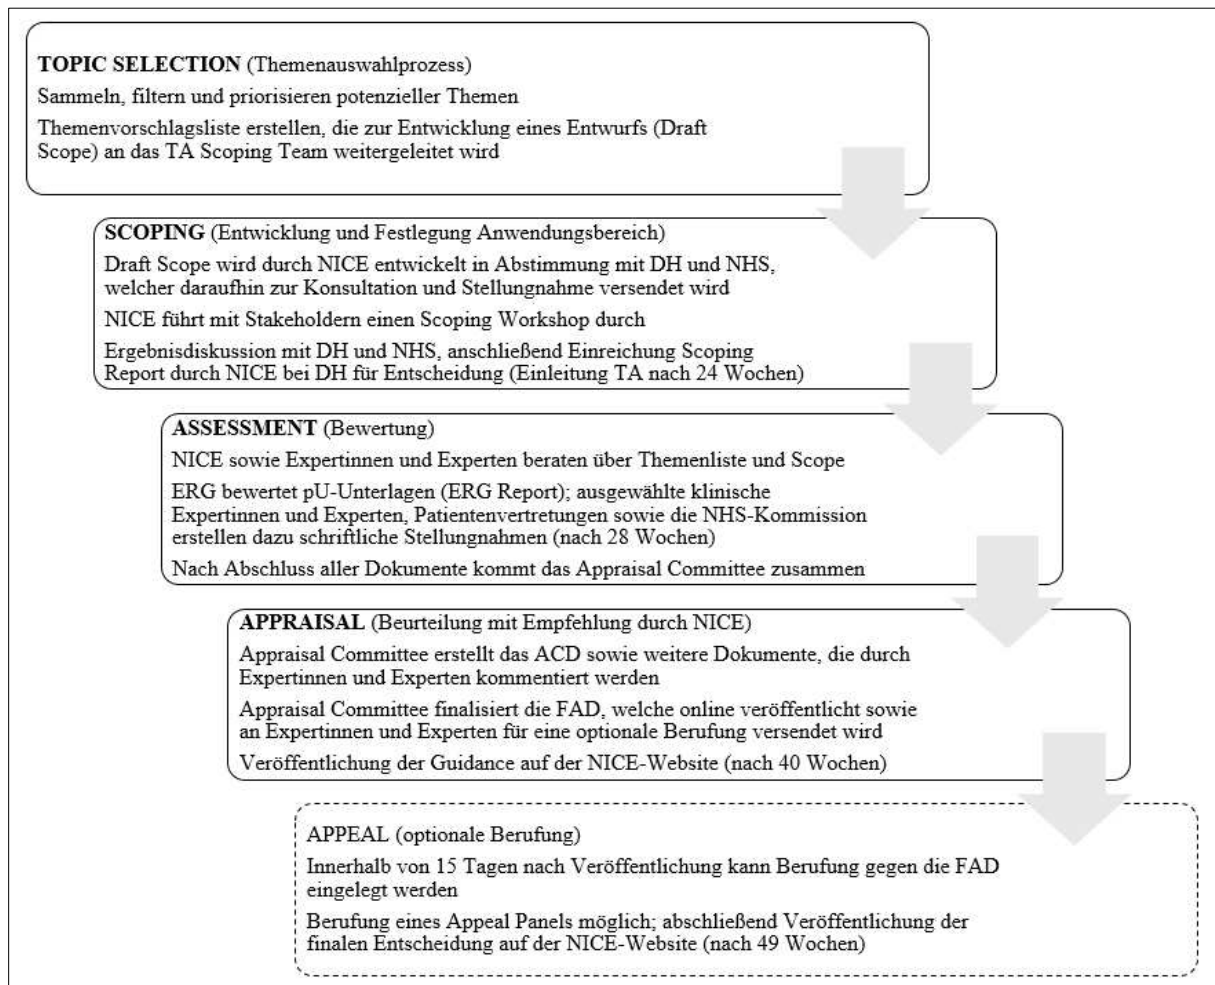 TOPIC SELECTION (Themenauswahlprozess)
Sammeln, filtern und priorisieren potenzieller Themen
Themenvorschlagsliste erstellen, die zur Entwicklung eines Entwurfs (Draft
Scope) an das TA Scoping Team weitergeleitet wird
SCOPING (Entwicklung und Festlegung Anwendungsbereich)
Draft Scope wird durch NICE entwickelt in Abstimmung mit DH und NHS,
welcher daraufhin zur Konsultation und Stellungnahme versendet wird
NICE führt mit Stakeholdern einen Scoping Workshop durch
Ergebnisdiskussion mit DH und NHS, anschließend Einreichung Scoping
Report durch NICE bei DH für Entscheidung (Einleitung TA nach 24 Wochen)
ASSESSMENT (Bewertung)
NICE sowie Expertinnen und Experten beraten über Themenliste und Scope
ERG bewertet pU-Unterlagen (ERG Report); ausgewählte klinische
Expertinnen und Experten, Patientenvertretungen sowie die NHS-Kommission
erstellen dazu schriftliche Stellungnahmen (nach 28 Wochen)
Nach Abschluss aller Dokumente kommt das Appraisal Committee zusammen
APPRAISAL (Beurteilung mit Empfehlung durch NICE)
Appraisal Committee erstellt das ACD sowie weitere Dokumente, die durch
Expertinnen und Experten kommentiert werden
Appraisal Committee finalisiert die FAD, welche online veröffentlicht sowie
an Expertinnen und Experten für eine optionale Berufung versendet wird
Veröffentlichung der Guidance auf der NICE-Website (nach 40 Wochen)
APPEAL (optionale Berufung)
Innerhalb von 15 Tagen nach Veröffentlichung kann Berufung gegen die FAD
eingelegt werden
Berufung eines Appeal Panels möglich; abschließend Veröffentlichung der
finalen Entscheidung auf der NICE-Website (nach 49 Wochen)